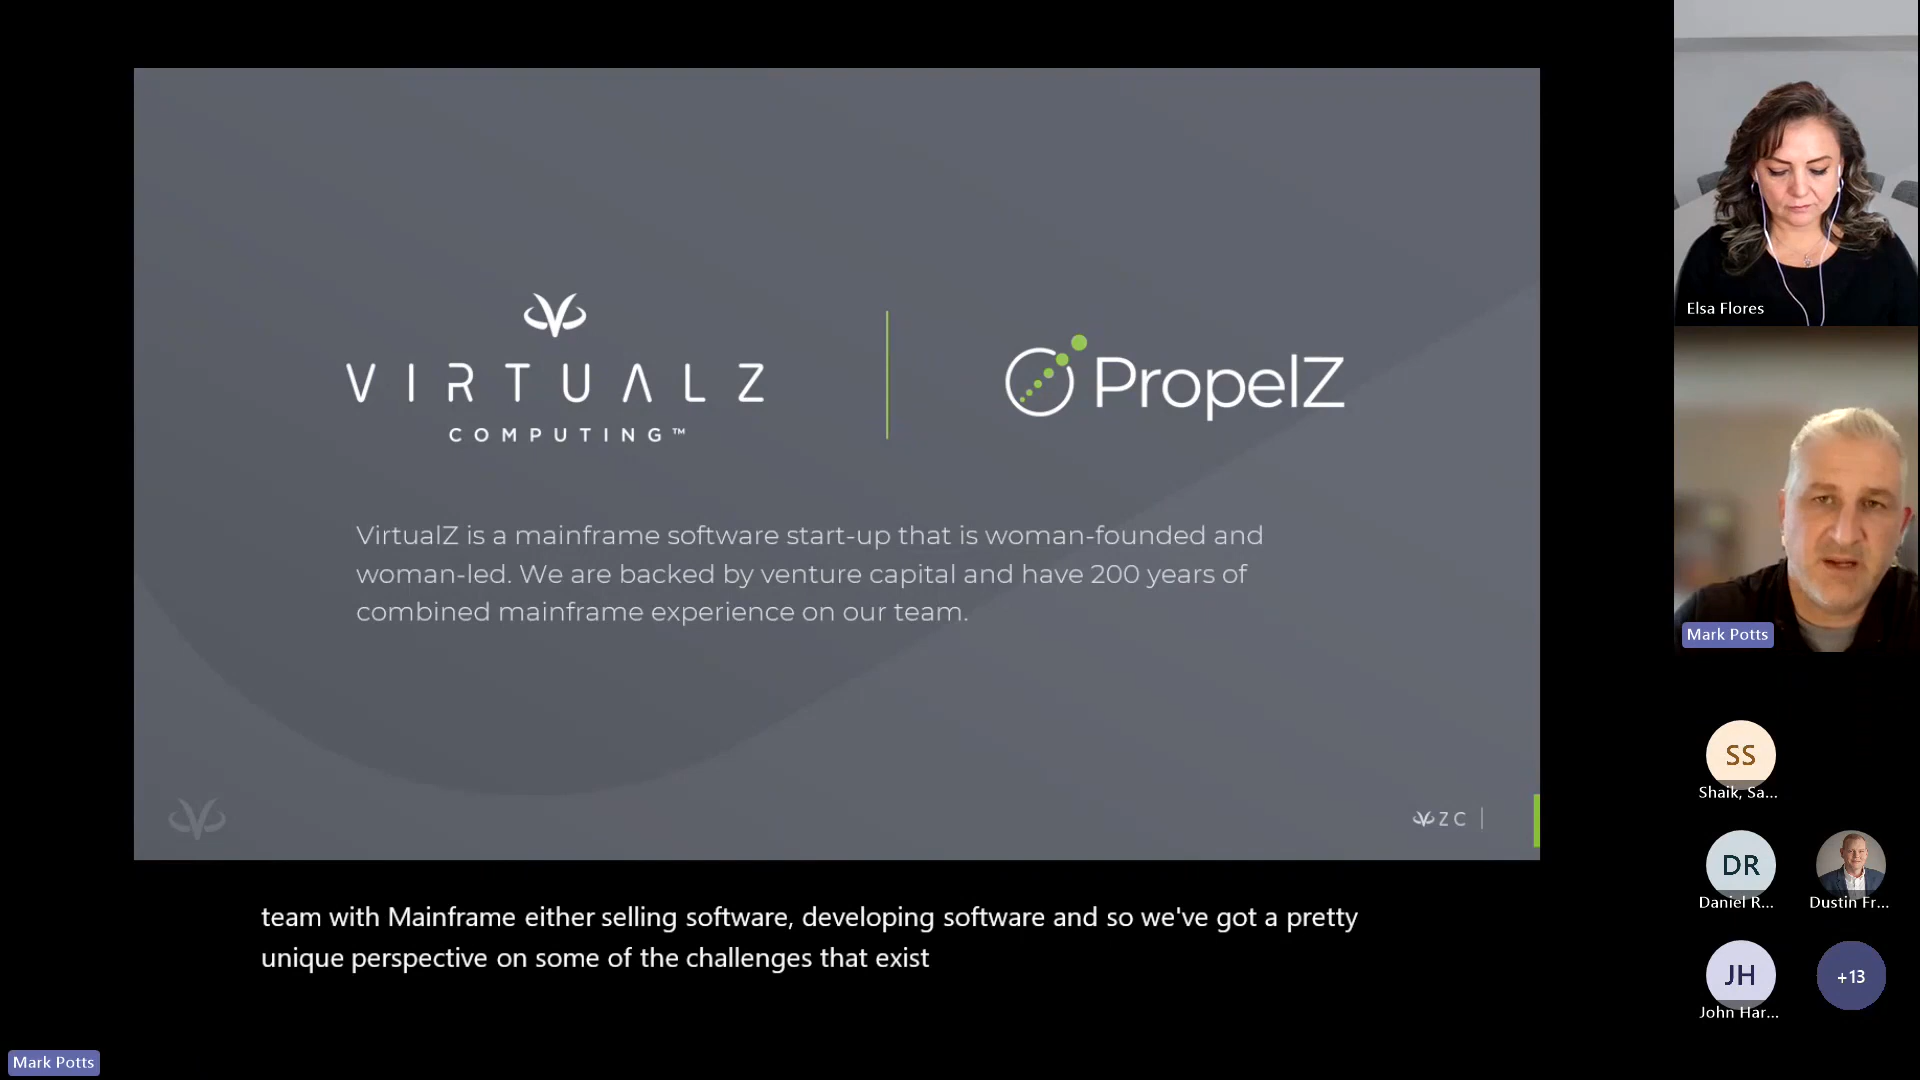 VIRTUALZ
COMPUTING™
PropelZ
VirtualZ is a mainframe software start-up that is woman-founded and
woman-led. We are backed by venture capital and have 200 years of
combined mainframe experience on our team.
ZC
team with Mainframe either selling software, developing software and so we've got a pretty
unique perspective on some of the challenges that exist
Mark Potts
Elsa Flores
Mark Potts
SS
Shaik, Sa...
DR
Daniel R...
Dustin Fr...
JH
John Har...
+13